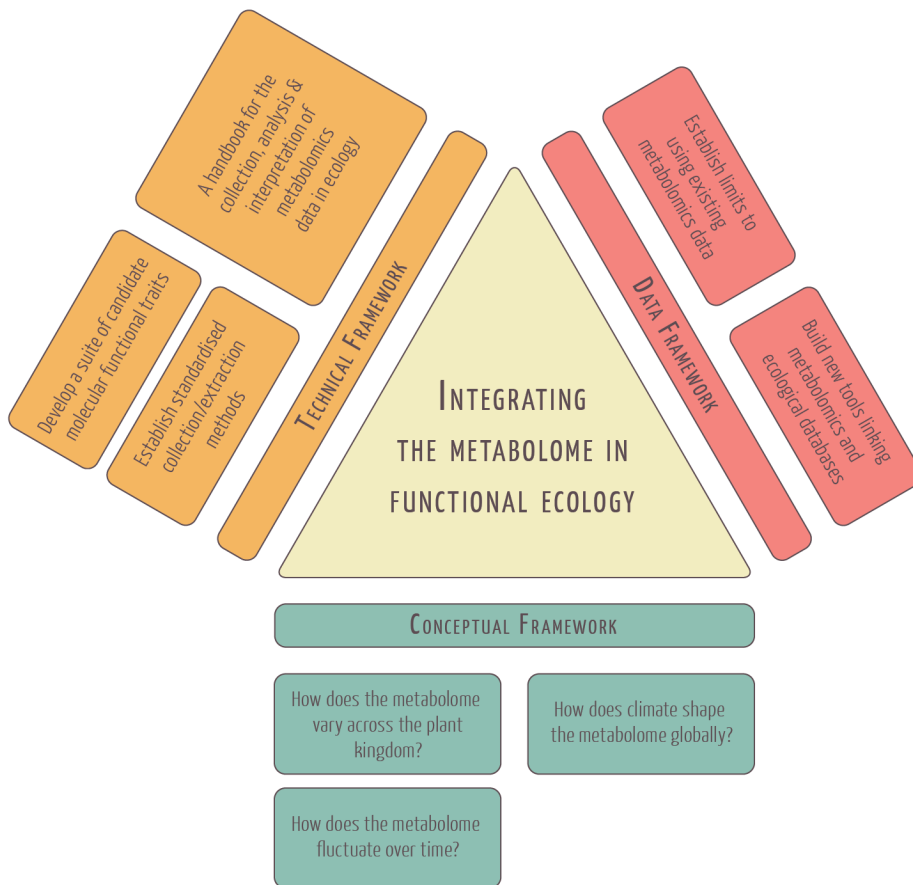 A handbook for the
collection, analysis &
interpretation of
metabolomics
data in ecology
Develop a suite of candidate
molecular functional traits
Establish standardised
collection/extraction
methods
Technical Framework
Establish limits to
using existing
metabolomics data
Build new tools linking
metabolomics and
ecological databases
Data Framework
Integrating
the metabolome in
functional ecology
Conceptual Framework
How does the metabolome
vary across the plant
kingdom?
How does climate shape
the metabolome globally?
How does the metabolome
fluctuate over time?